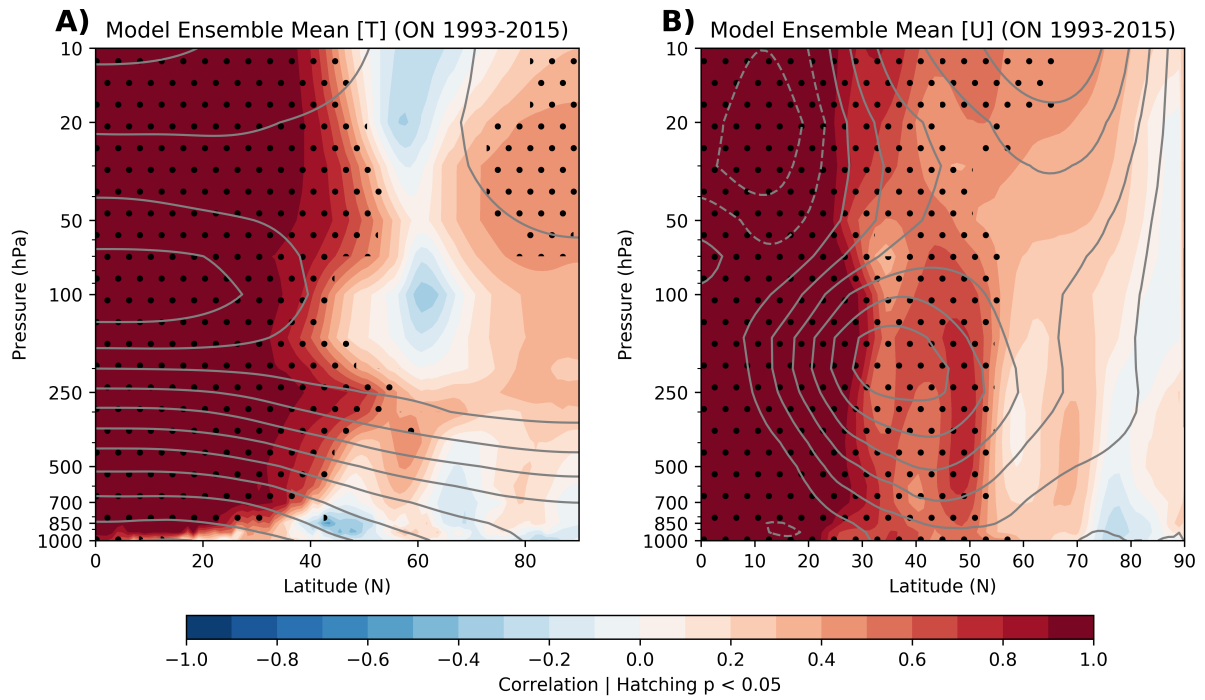 A) Model Ensemble Mean [T] (ON 1993-2015)
B) Model Ensemble Mean [U] (ON 1993-2015)
Pressure (hPa)
10
20
50
100
250
500
700
850
1000
0 20 40 60 80
Latitude (N)
Pressure (hPa)
10
20
50
100
250
500
700
850
1000
0 10 20 30 40 50 60 70 80 90
Latitude (N)
−1.0 −0.8 −0.6 −0.4 −0.2 0.0 0.2 0.4 0.6 0.8 1.0
Correlation | Hatching p < 0.05